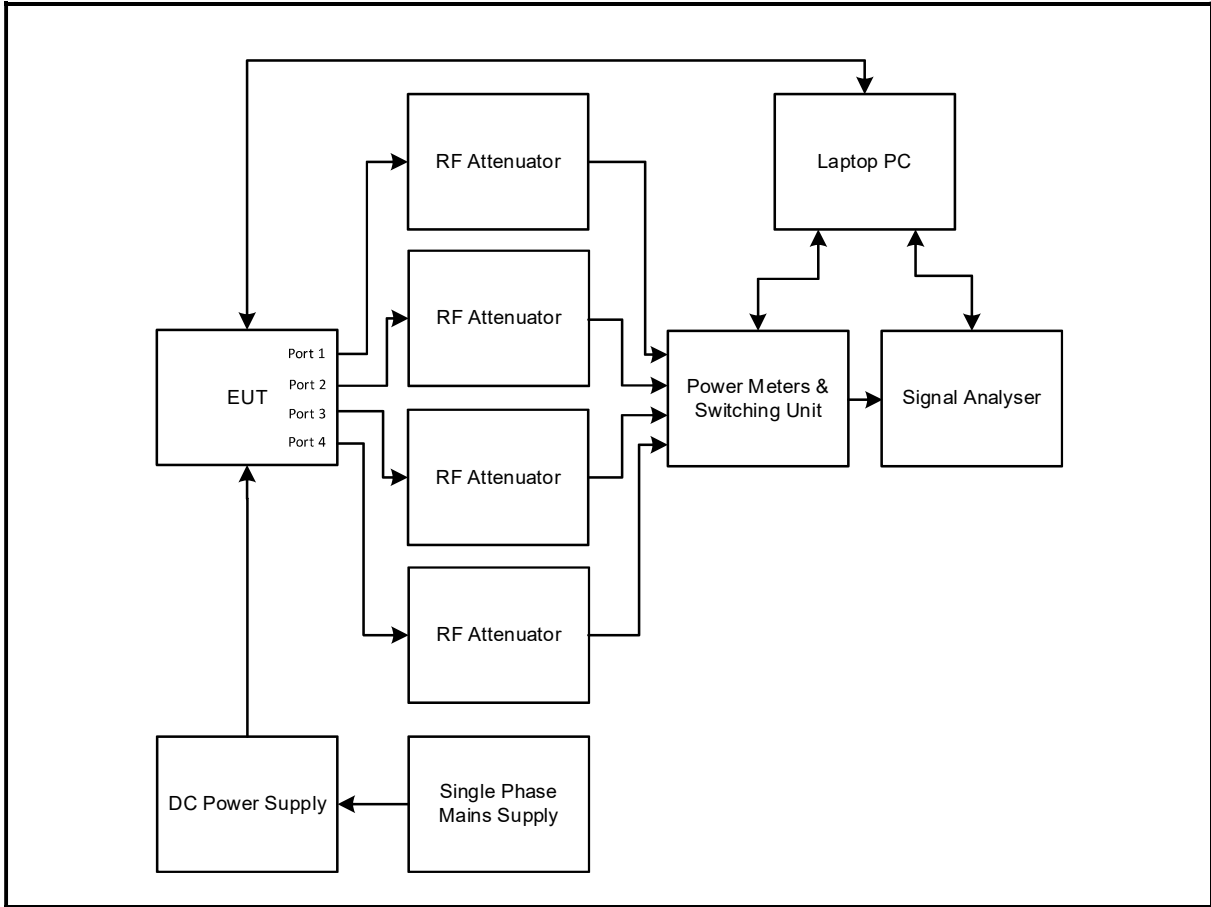 RF Attenuator
Laptop PC
RF Attenuator
EUT
Port 1
Port 2
Port 3
Port 4
Power Meters &
Switching Unit
Signal Analyser
RF Attenuator
RF Attenuator
DC Power Supply
Single Phase
Mains Supply